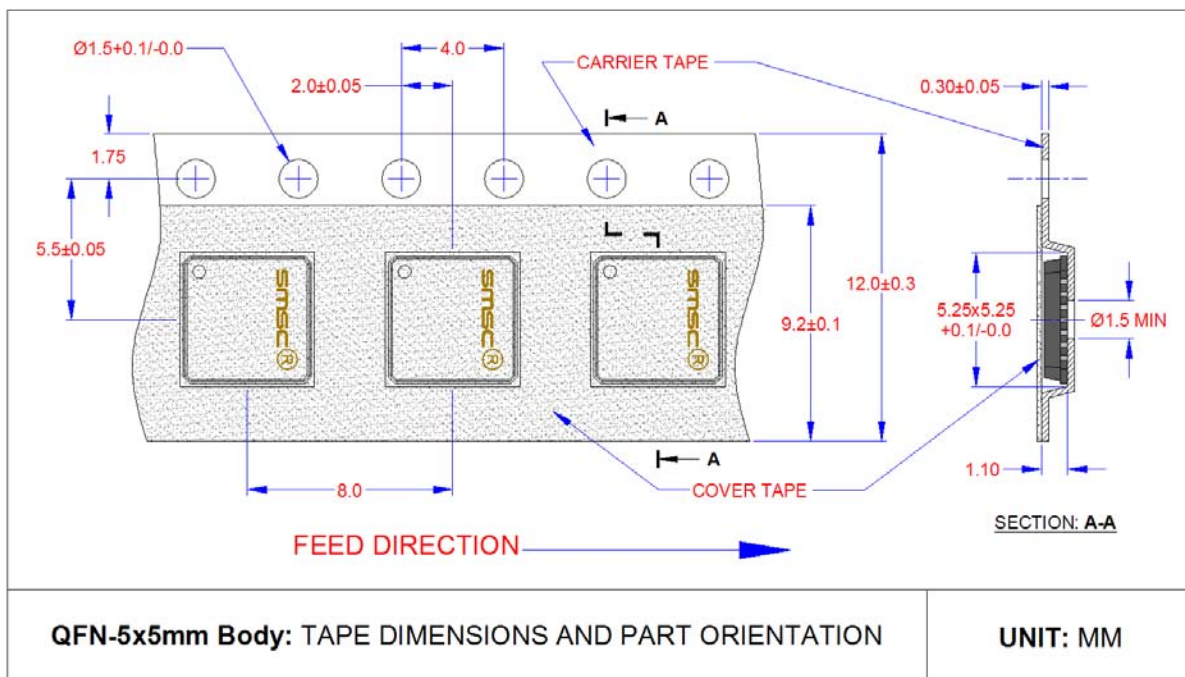 Ø1.5+0.1/-0.0
4.0
CARRIER TAPE
0.30±0.05
2.0±0.05
A
1.75
5.5±0.05
smsc®
smsc®
smsc®
12.0±0.3
9.2±0.1
5.25x5.25
+0.1/-0.0
Ø1.5 MIN
A
1.10
8.0
COVER TAPE
SECTION: A-A
FEED DIRECTION
QFN-5x5mm Body: TAPE DIMENSIONS AND PART ORIENTATION
UNIT: MM